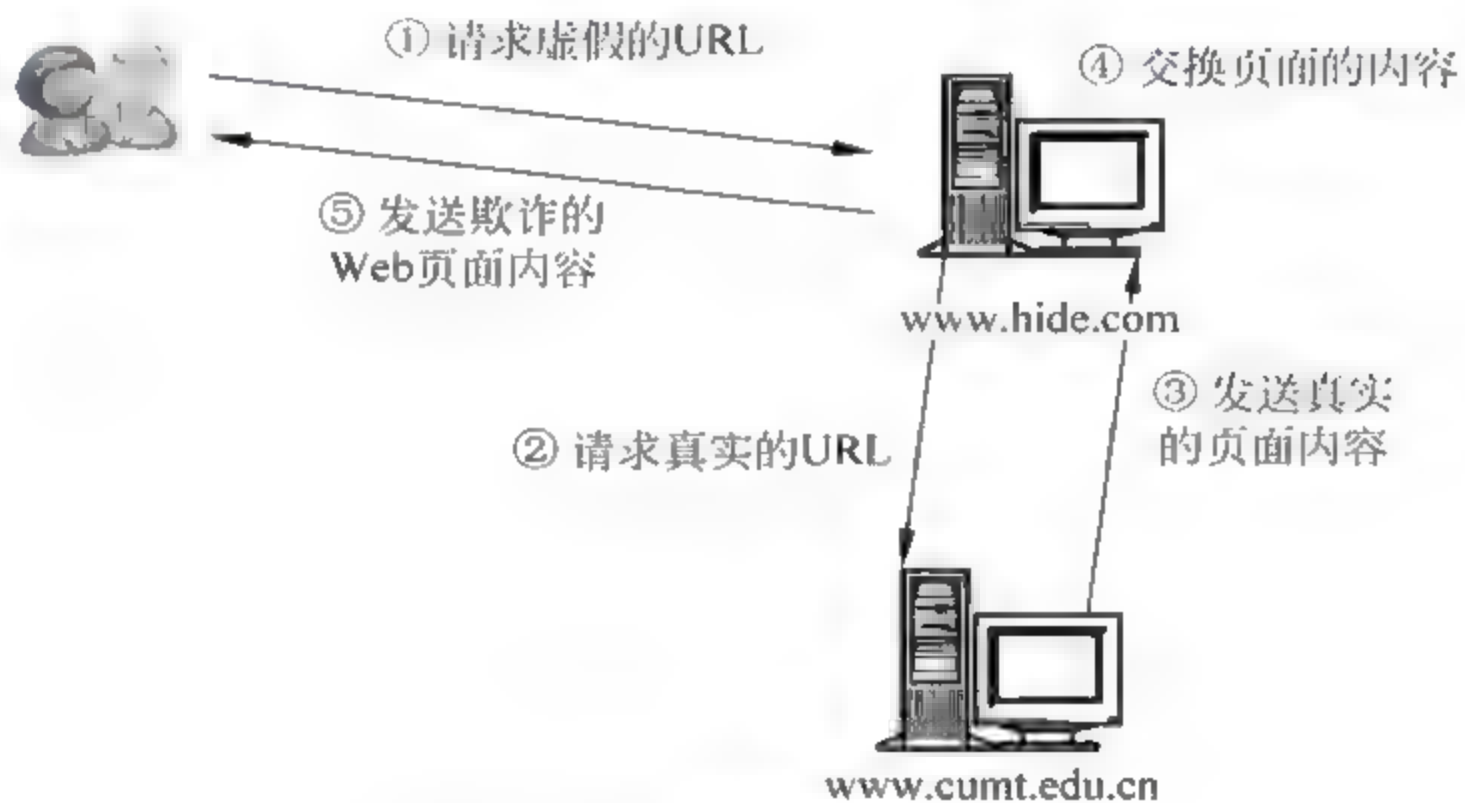 ① 请求虚假的URL
④ 交换页面的内容
⑤ 发送欺诈的
Web页面内容
www.hide.com
③ 发送真实
的页面内容
② 请求真实的URL
www.cumt.edu.cn